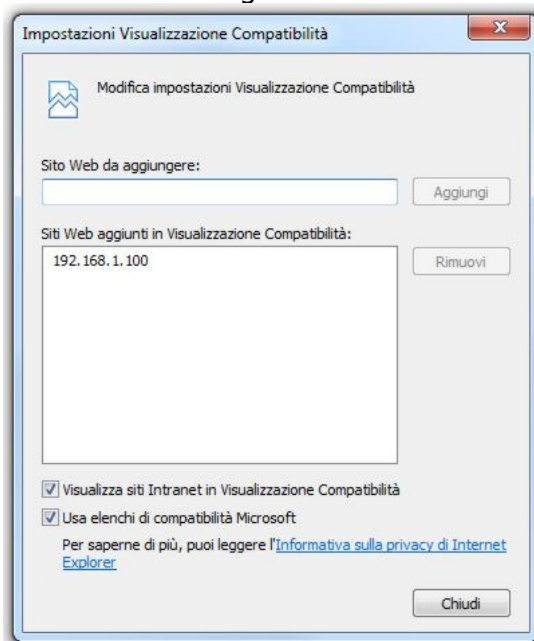 Impostazioni Visualizzazione Compatibilità
Modifica impostazioni Visualizzazione Compatibilità
Sito Web da aggiungere:
Aggiungi
Siti Web aggiunti in Visualizzazione Compatibilità:
192.168.1.100
Rimuovi
Visualizza siti Intranet in Visualizzazione Compatibilità
Usa elenchi di compatibilità Microsoft
Per saperne di più, puoi leggere l'Informativa sulla privacy di Internet
Explorer
Chiudi